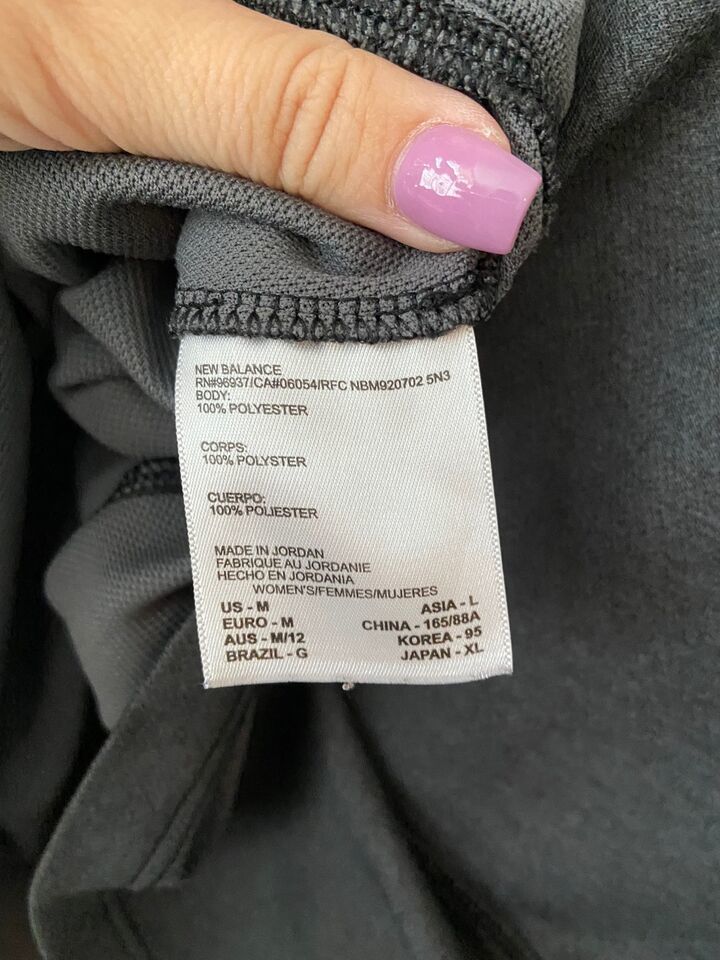 NEW BALANCE
RN#96937/CA#06054/RFC NBM920702 5N3
BODY:
100% POLYESTER
CORPS:
100% POLYSTER
CUERPO:
100% POLIESTER
MADE IN JORDAN
FABRIQUE AU JORDANIE
HECHO EN JORDANIA
WOMEN'S/FEMMES/MUJERES
US - M ASIA - L
EURO - M CHINA - 165/88A
AUS - M/12 KOREA - 95
BRAZIL - G JAPAN - XL